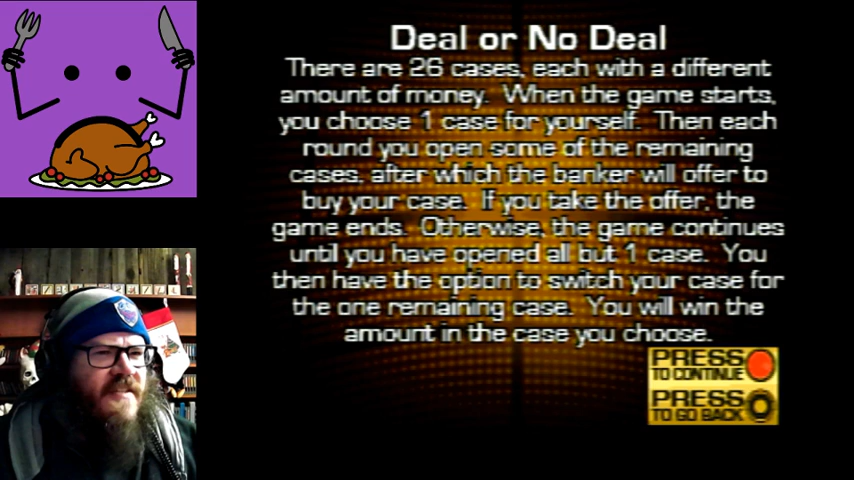 Deal or No Deal
There are 26 cases, each with a different
amount of money. When the game starts,
you choose 1 case for yourself. Then each
round you open some of the remaining
cases, after which the banker will offer to
buy your case. If you take the offer, the
game ends. Otherwise, the game continues
until you have opened all but 1 case. You
then have the option to switch your case for
the one remaining case. You will win the
amount in the case you choose.
PRESS
TO CONTINUE
PRESS
TO GO BACK